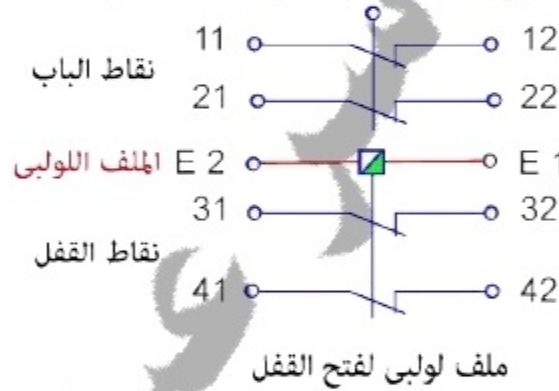 11 12
نقاط الباب
21 22
الملف اللولبى E 2 E 1
31 32
نقاط القفل
41 42
ملف لولبى لفتح القفل